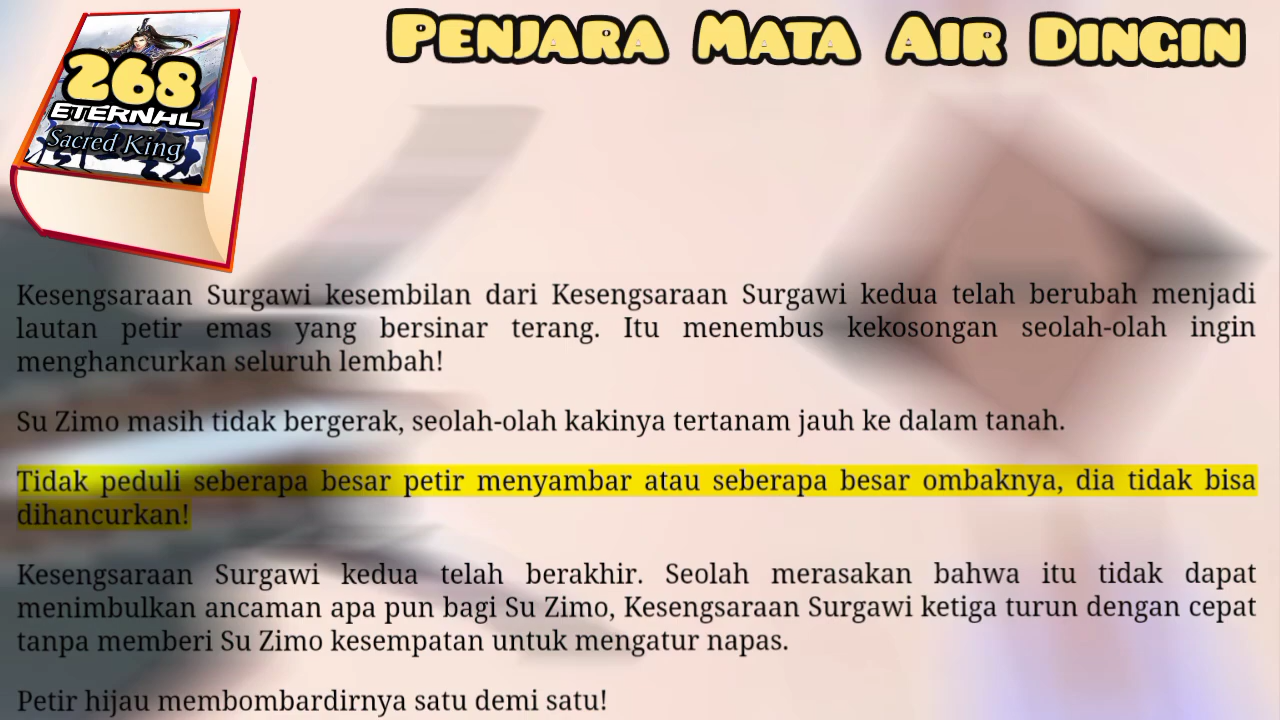 Penjara Mata Air Dingin
268
ETERNAL
Sacred King
Kesengsaraan Surgawi kesembilan dari Kesengsaraan Surgawi kedua telah berubah menjadi
lautan petir emas yang bersinar terang. Itu menembus kekosongan seolah-olah ingin
menghancurkan seluruh lembah!
Su Zimo masih tidak bergerak, seolah-olah kakinya tertanam jauh ke dalam tanah.
Tidak peduli seberapa besar petir menyambar atau seberapa besar ombaknya, dia tidak bisa
dihancurkan!
Kesengsaraan Surgawi kedua telah berakhir. Seolah merasakan bahwa itu tidak dapat
menimbulkan ancaman apa pun bagi Su Zimo, Kesengsaraan Surgawi ketiga turun dengan cepat
tanpa memberi Su Zimo kesempatan untuk mengatur napas.
Petir hijau membombardirnya satu demi satu!